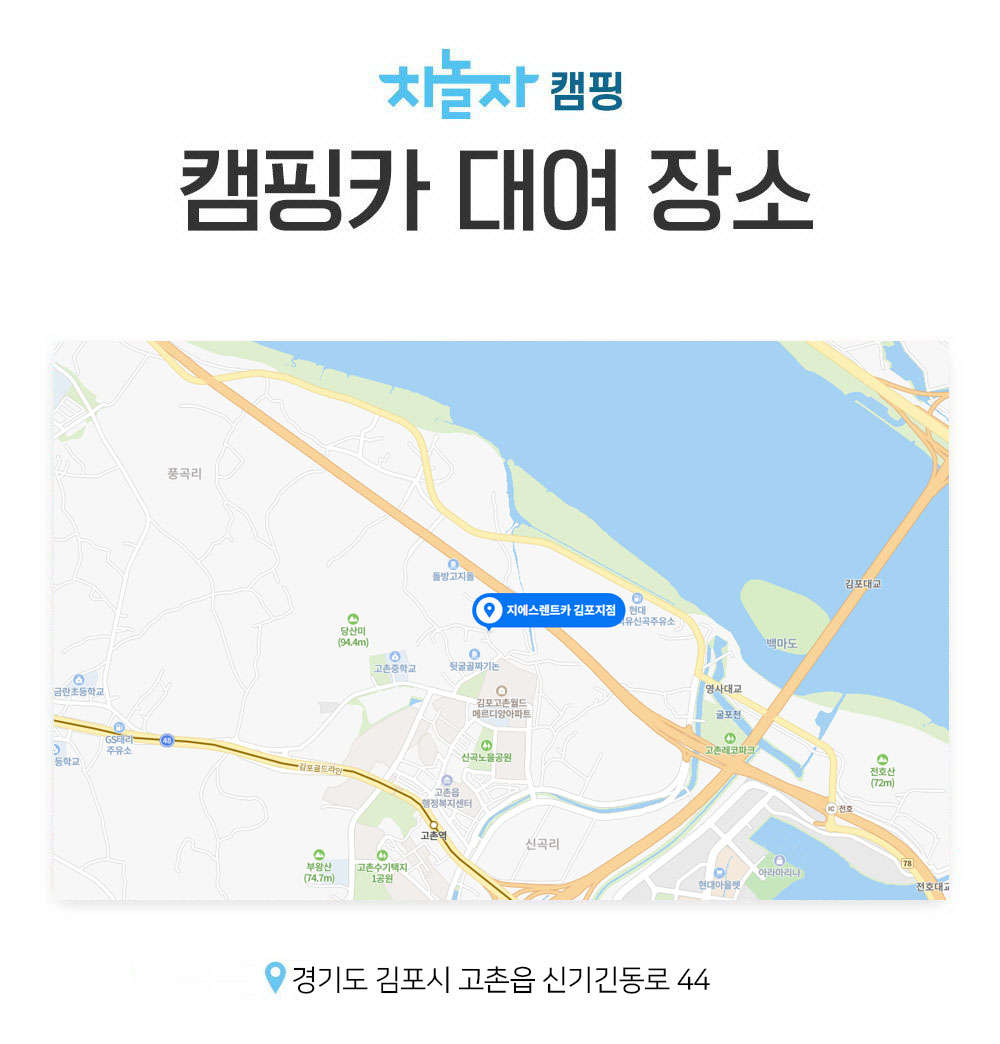 차놀자 캠핑
캠핑카 대여 장소
풍곡리
돌방고지돌
김포대교
지에스렌트카 김포지점
현대
유신곡주유소
당산미
(94.4m)
백마도
고촌중학교
뒷굴골짜기논
금란초등학교
영사대교
김포고촌월드
메르디앙아파트
굴포천
GS태리
주유소
48
등학교
신곡노을공원
고촌레코파크
김포골드라인
전호산
(72m)
고촌읍
행정복지센터
IC 전호
고촌역
신곡리
부왕산
(74.7m)
고촌수기택지
1공원
78
아라마리나
현대아울렛
전호대교
경기도 김포시 고촌읍 신기긴동로 44